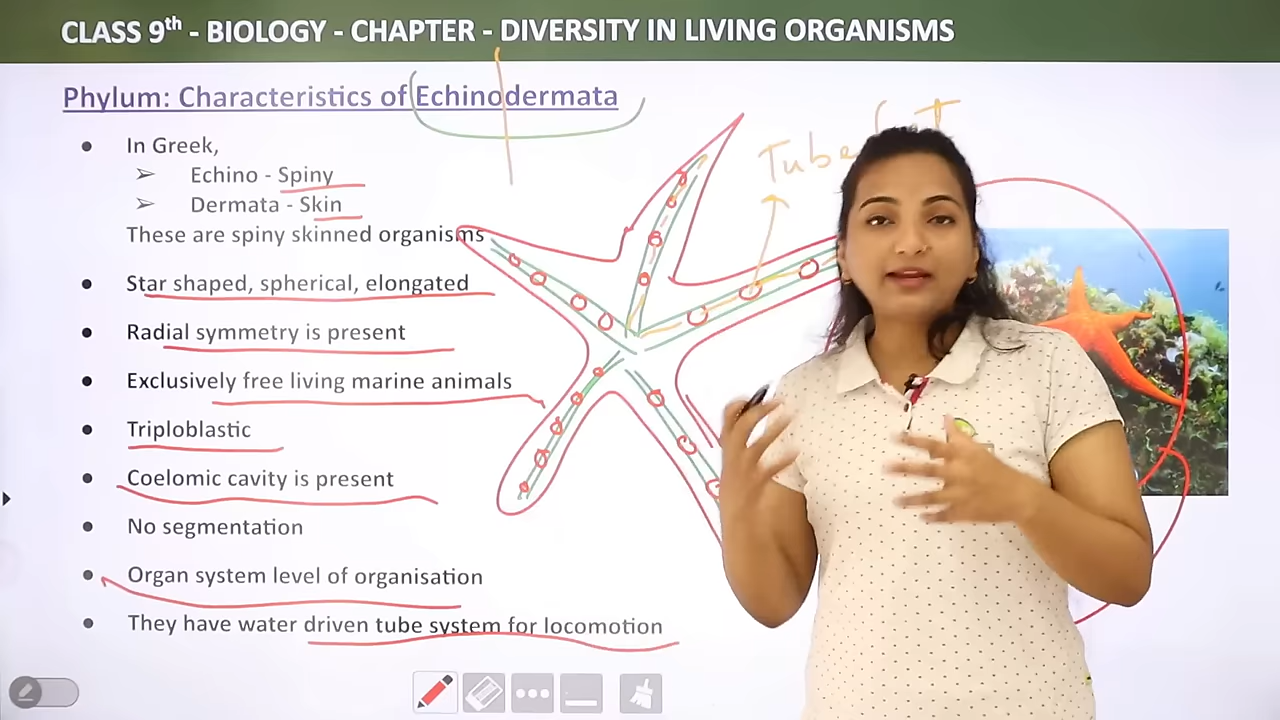 CLASS 9th - BIOLOGY - CHAPTER - DIVERSITY IN LIVING ORGANISMS
Phylum: Characteristics of Echinodermata
● In Greek,
➢ Echino - Spiny
➢ Dermata - Skin
These are spiny skinned organisms
● Star shaped, spherical, elongated
● Radial symmetry is present
● Exclusively free living marine animals
● Triploblastic
● Coelomic cavity is present
● No segmentation
● Organ system level of organisation
● They have water driven tube system for locomotion
Tube